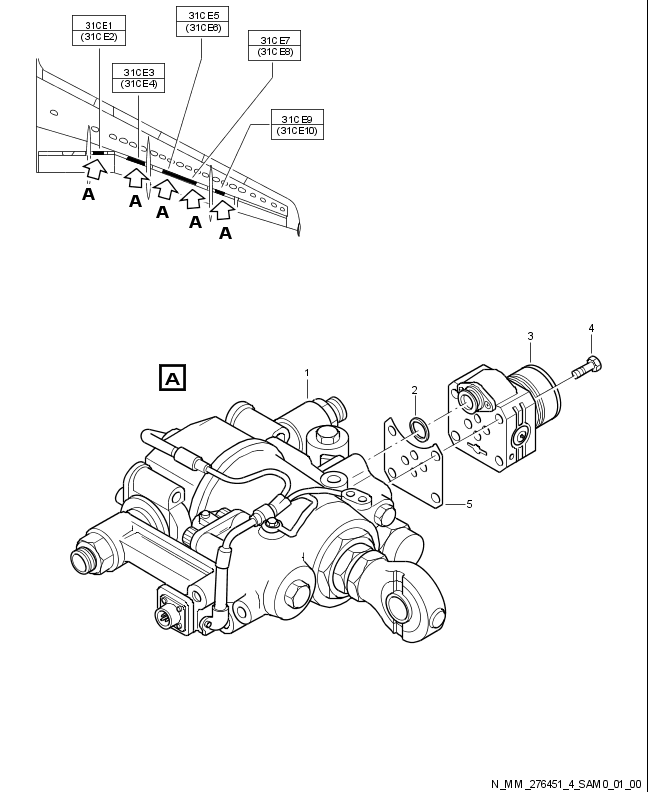 31CE5
(31CE6)
31CE1
(31CE2)
31CE7
(31CE8)
31CE3
(31CE4)
31CE9
(31CE10)
A
A
A
A
A
3
4
A
1
2
5
N_MM_276451_4_SAM0_01_00